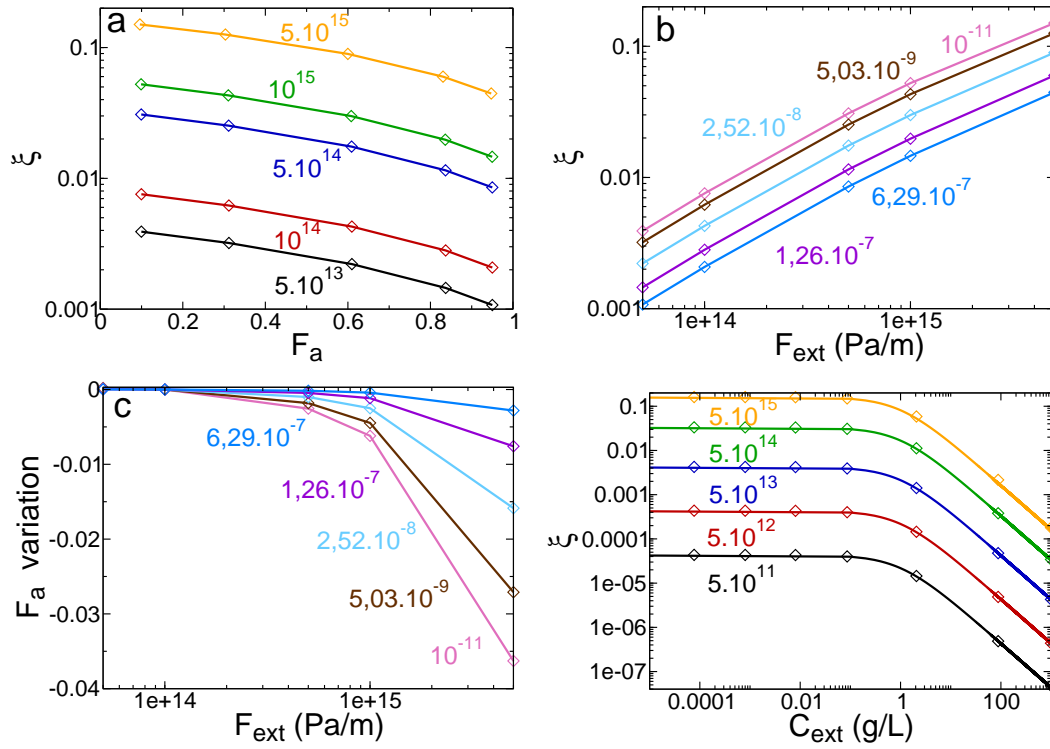 a
0.1
0.01
0.001
ξ
5.10^15
10^15
5.10^14
10^14
5.10^13
0 0.2 0.4 0.6 0.8 1
F_a
b
0.1
0.01
0.001
ξ
10^-11
5,03.10^-9
2,52.10^-8
6,29.10^-7
1,26.10^-7
1e+14 1e+15
F_ext (Pa/m)
c
0
-0.01
-0.02
-0.03
-0.04
F_a variation
6,29.10^-7
1,26.10^-7
2,52.10^-8
5,03.10^-9
10^-11
1e+14 1e+15
F_ext (Pa/m)
0.1
0.01
0.001
0.0001
1e-05
1e-06
1e-07
ξ
5.10^15
5.10^14
5.10^13
5.10^12
5.10^11
0.0001 0.01 1 100
C_ext (g/L)